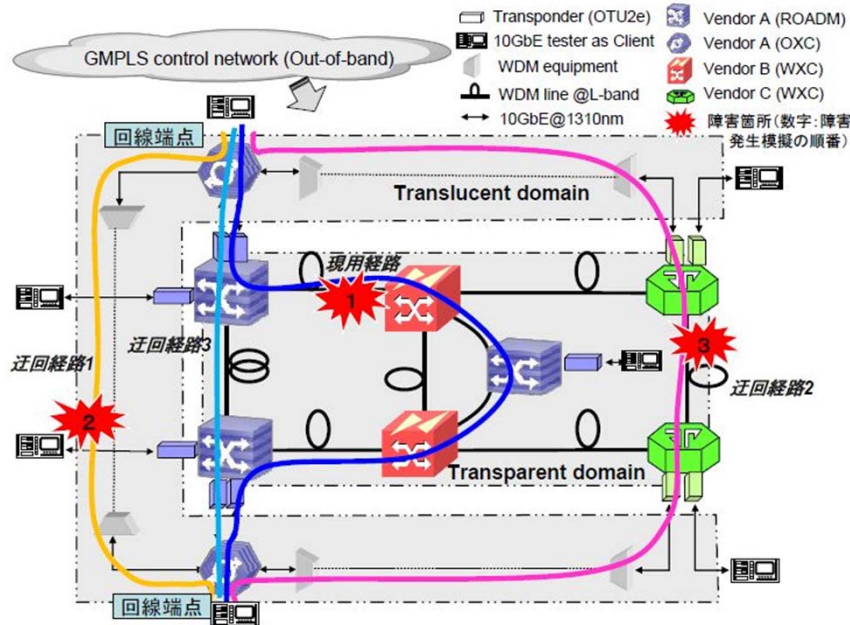 GMPLS control network (Out-of-band)
Transponder (OTU2e)
10GbE tester as Client
WDM equipment
WDM line @L-band
10GbE@1310nm
Vendor A (ROADM)
Vendor A (OXC)
Vendor B (WXC)
Vendor C (WXC)
障害箇所(数字:障害
発生模擬の順番)
回線端点
Translucent domain
現用経路
1
迂回経路1
迂回経路3
3
迂回経路2
2
Transparent domain
回線端点